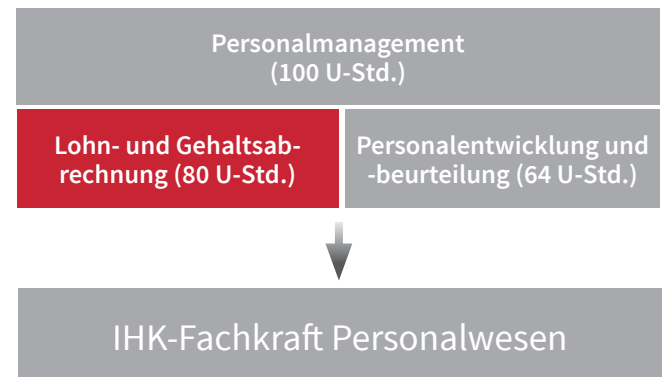 Personalmanagement
(100 U-Std.)
Lohn- und Gehaltsab-
rechnung (80 U-Std.)
Personalentwicklung und
-beurteilung (64 U-Std.)
IHK-Fachkraft Personalwesen